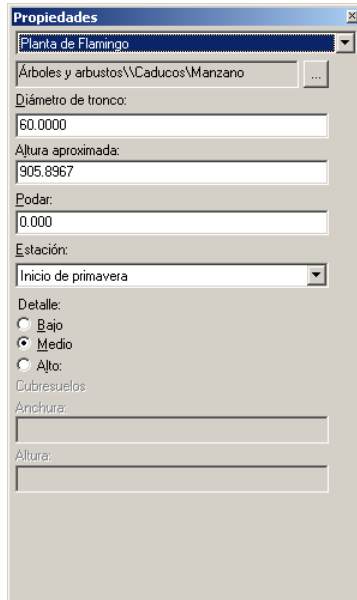 Propiedades
Planta de Flamingo
Árboles y arbustos\\Caducos\Manzano
...
Diámetro de tronco:
60.0000
Altura aproximada:
905.8967
Podar:
0.000
Estación:
Inicio de primavera
Detalle:
Bajo
Medio
Alto:
Cubresuelos
Anchura:
Altura: